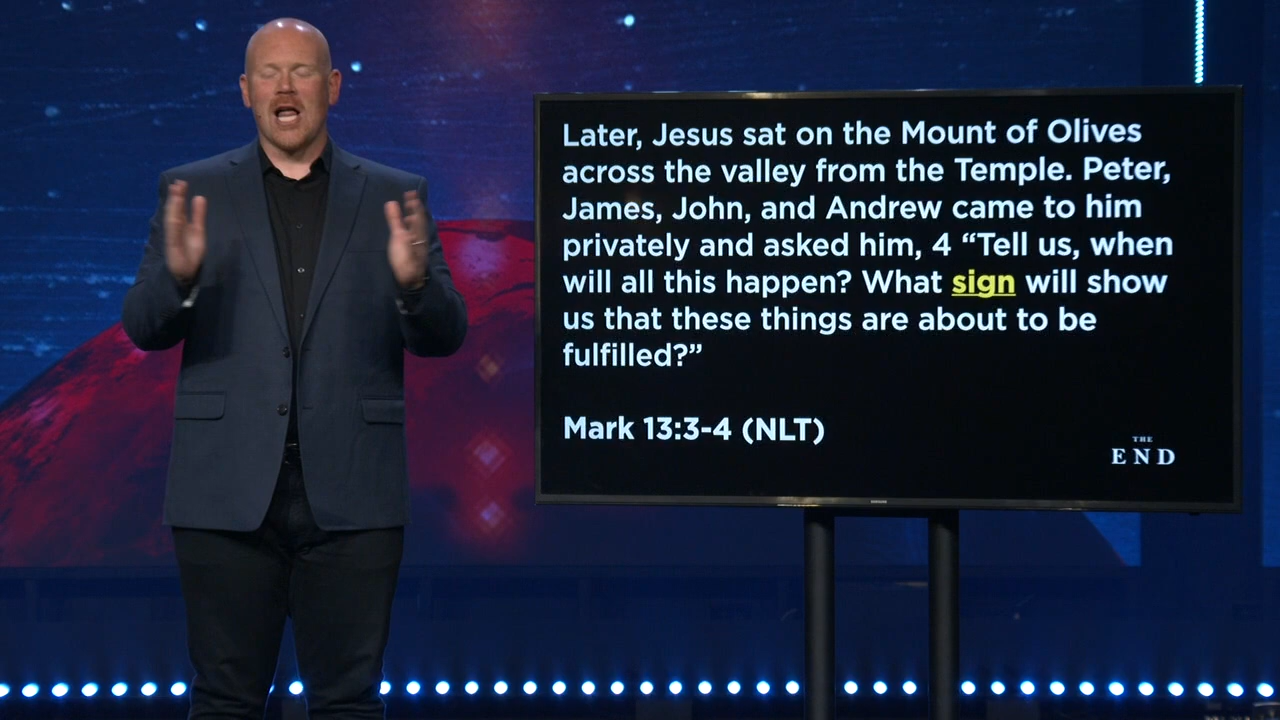 Later, Jesus sat on the Mount of Olives
across the valley from the Temple. Peter,
James, John, and Andrew came to him
privately and asked him, 4 “Tell us, when
will all this happen? What sign will show
us that these things are about to be
fulfilled?”
Mark 13:3-4 (NLT)
THE
END
SAMSUNG